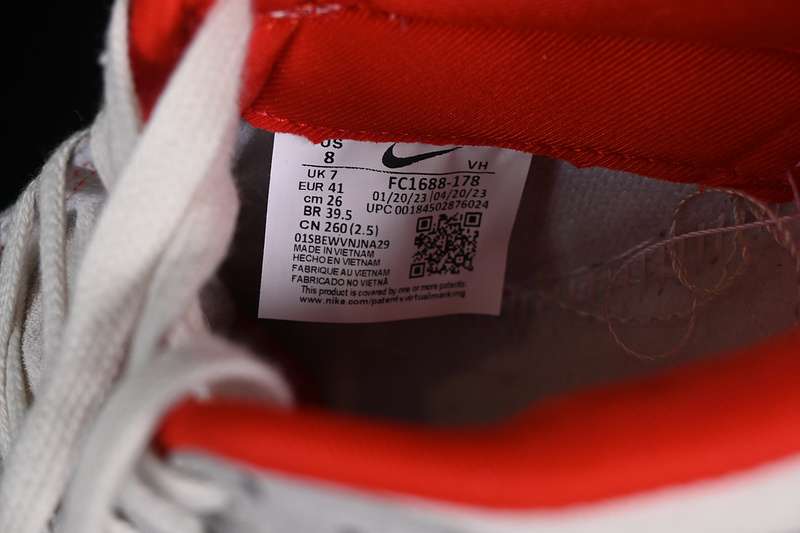 US
8
VH
UK 7
EUR 41
cm 26
BR 39.5
CN 260 (2.5)
FC1688-178
01/20/23 | 04/20/23
UPC 00184502876024
01SBEWVNJNA29
MADE IN VIETNAM
HECHO EN VIETNAM
FABRIQUE AU VIETNAM
FABRICADO NO VIETNÃ
This product is covered by one or more patents:
www.nike.com/patents.virtualmarking